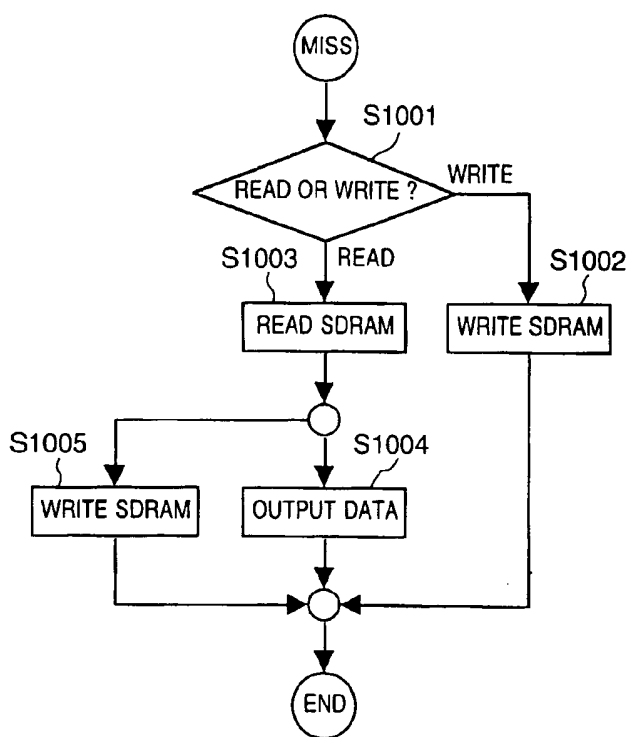 MISS
S1001
READ OR WRITE ?
WRITE
READ
S1003
S1002
READ SDRAM
WRITE SDRAM
S1005
S1004
WRITE SDRAM
OUTPUT DATA
END